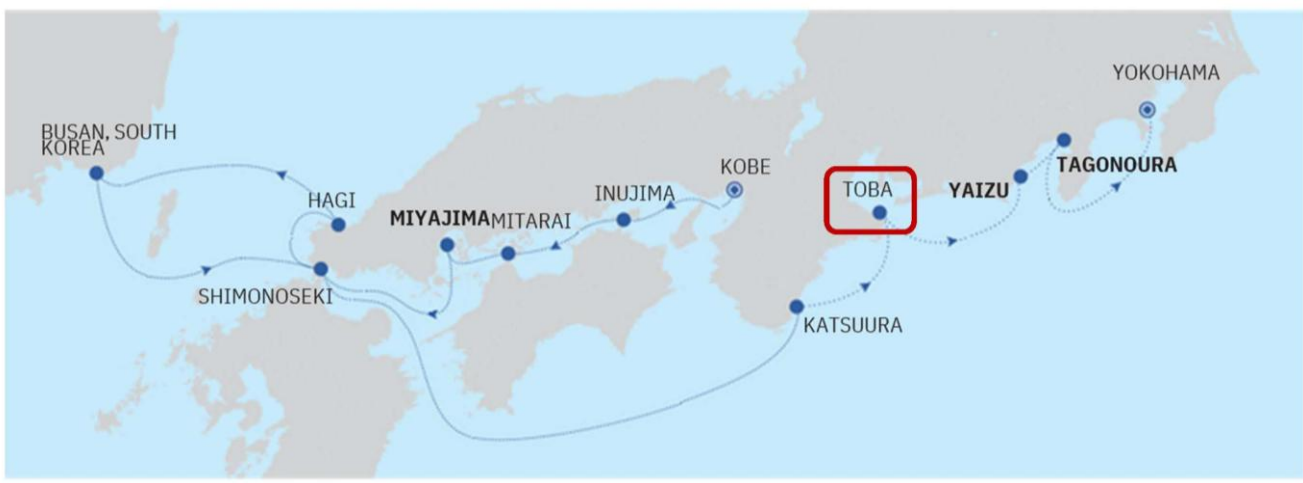 YOKOHAMA
BUSAN, SOUTH
KOREA
KOBE
TAGONOURA
TOBA
YAIZU
INUJIMA
HAGI
MIYAJIMA
MITARAI
SHIMONOSEKI
KATSUURA